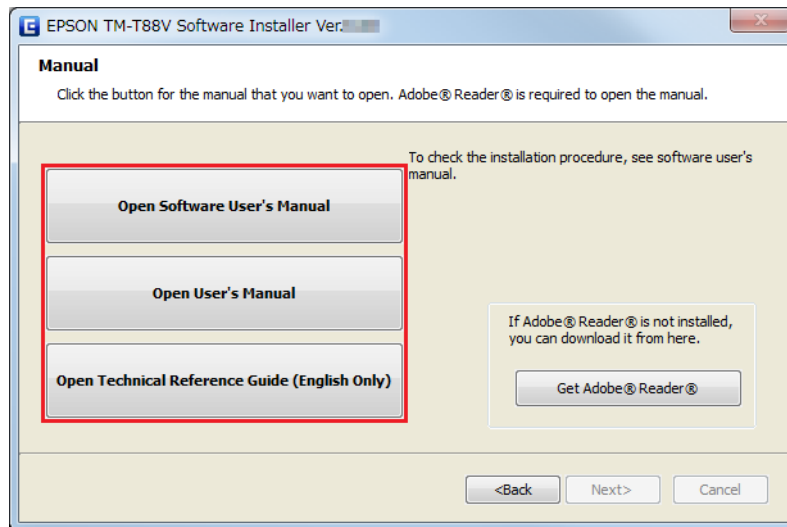 EPSON TM-T88V Software Installer Ver.
Manual
Click the button for the manual that you want to open. Adobe® Reader® is required to open the manual.
To check the installation procedure, see software user's
manual.
Open Software User's Manual
Open User's Manual
Open Technical Reference Guide (English Only)
If Adobe® Reader® is not installed,
you can download it from here.
Get Adobe® Reader®
<Back
Next>
Cancel